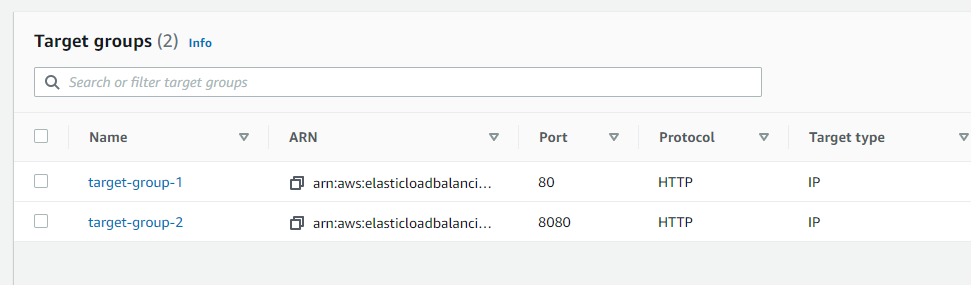 Target groups (2) Info
Search or filter target groups
Name ARN Port Protocol Target type
target-group-1 arn:aws:elasticloadbalanci... 80 HTTP IP
target-group-2 arn:aws:elasticloadbalanci... 8080 HTTP IP